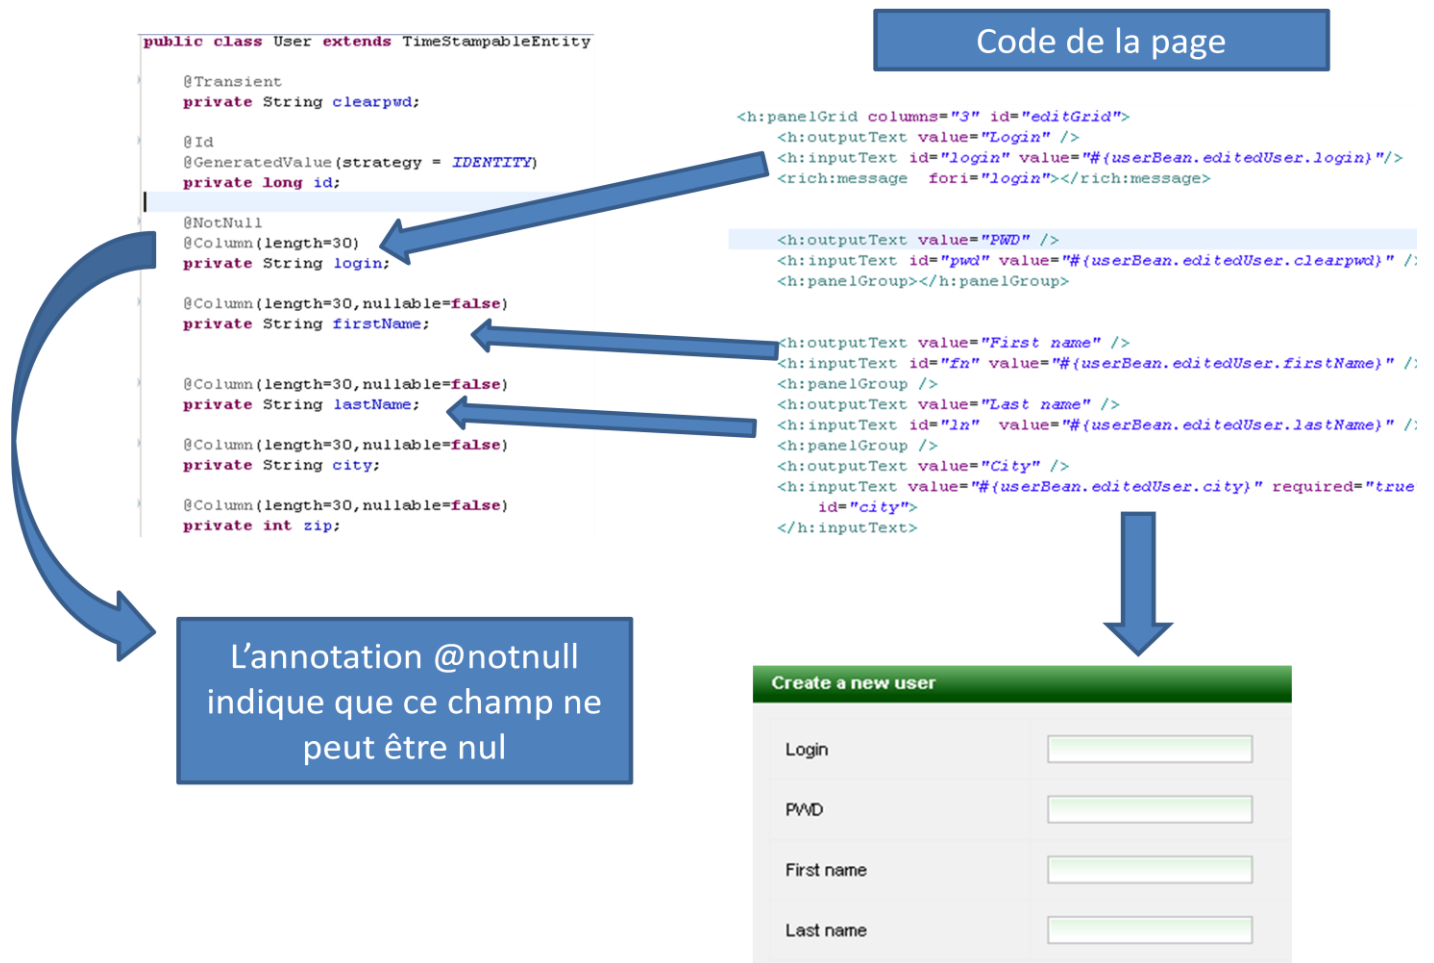 public class User extends TimeStampableEntity
@Transient
private String clearpwd;
@Id
@GeneratedValue(strategy = IDENTITY)
private long id;
@NotNull
@Column(length=30)
private String login;
@Column(length=30,nullable=false)
private String firstName;
@Column(length=30,nullable=false)
private String lastName;
@Column(length=30,nullable=false)
private String city;
@Column(length=30,nullable=false)
private int zip;
L'annotation @notnull
indique que ce champ ne
peut être nul
Code de la page
<h:panelGrid columns="3" id="editGrid">
<h:outputText value="Login" />
<h:inputText id="login" value="#{userBean.editedUser.login}"/>
<rich:message fori="login"></rich:message>
<h:outputText value="PWD" />
<h:inputText id="pwd" value="#{userBean.editedUser.clearpwd}" />
<h:panelGroup></h:panelGroup>
<h:outputText value="First name" />
<h:inputText id="fn" value="#{userBean.editedUser.firstName}" />
<h:panelGroup />
<h:outputText value="Last name" />
<h:inputText id="ln" value="#{userBean.editedUser.lastName}" />
<h:panelGroup />
<h:outputText value="City" />
<h:inputText value="#{userBean.editedUser.city}" required="true"
id="city">
</h:inputText>
Create a new user
Login
PWD
First name
Last name